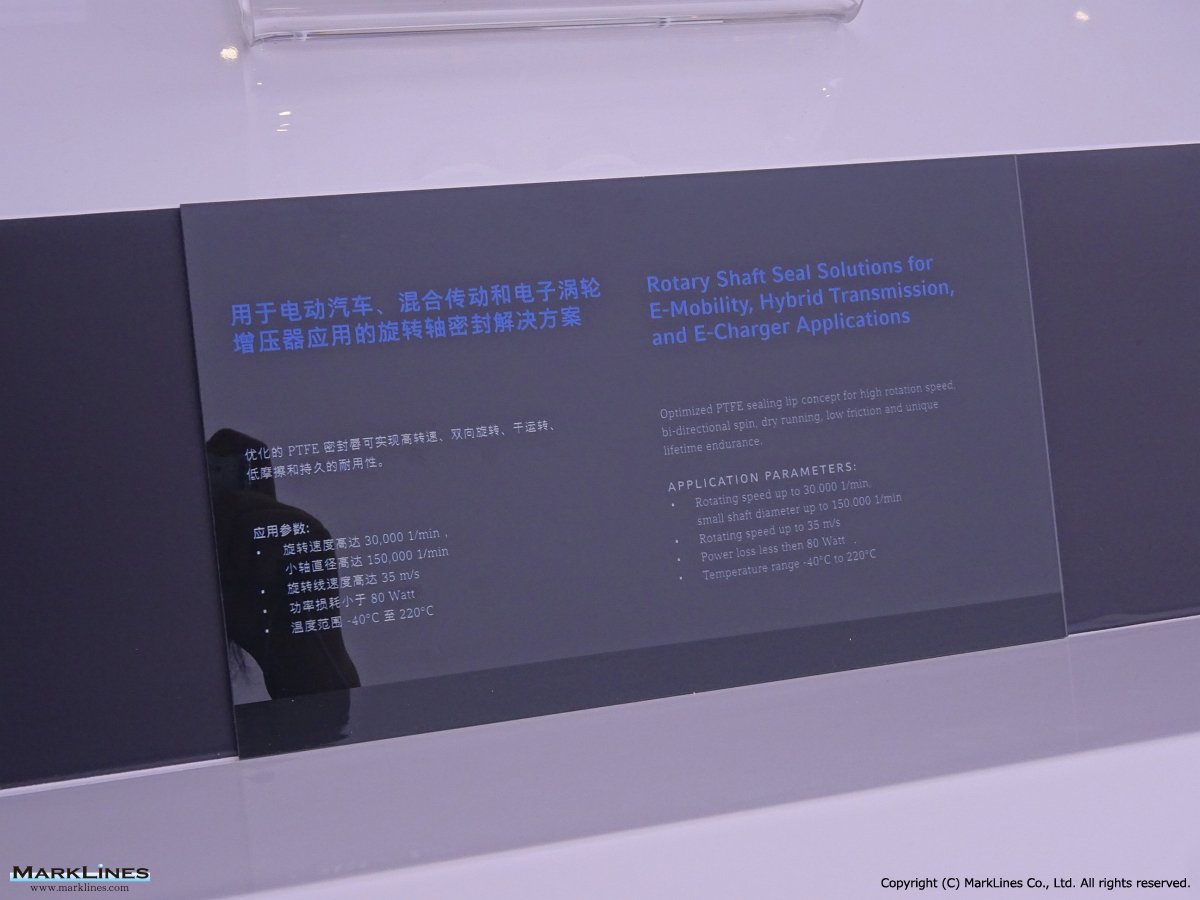 用于电动汽车、混合传动和电子涡轮
增压器应用的旋转轴密封解决方案
优化的 PTFE 密封唇可实现高转速、双向旋转、干运转、
低摩擦和持久的耐用性。
应用参数:
• 旋转速度高达 30,000 1/min ,
小轴直径高达 150,000 1/min
• 旋转线速度高达 35 m/s
• 功率损耗小于 80 Watt
• 温度范围 -40°C 至 220°C
Rotary Shaft Seal Solutions for
E-Mobility, Hybrid Transmission,
and E-Charger Applications
Optimized PTFE sealing lip concept for high rotation speed,
bi-directional spin, dry running, low friction and unique
lifetime endurance.
APPLICATION PARAMETERS:
• Rotating speed up to 30.000 1/min,
small shaft diameter up to 150.000 1/min
• Rotating speed up to 35 m/s
• Power loss less then 80 Watt .
• Temperature range -40°C to 220°C
MARKLINES
www.marklines.com
Copyright (C) MarkLines Co., Ltd. All rights reserved.